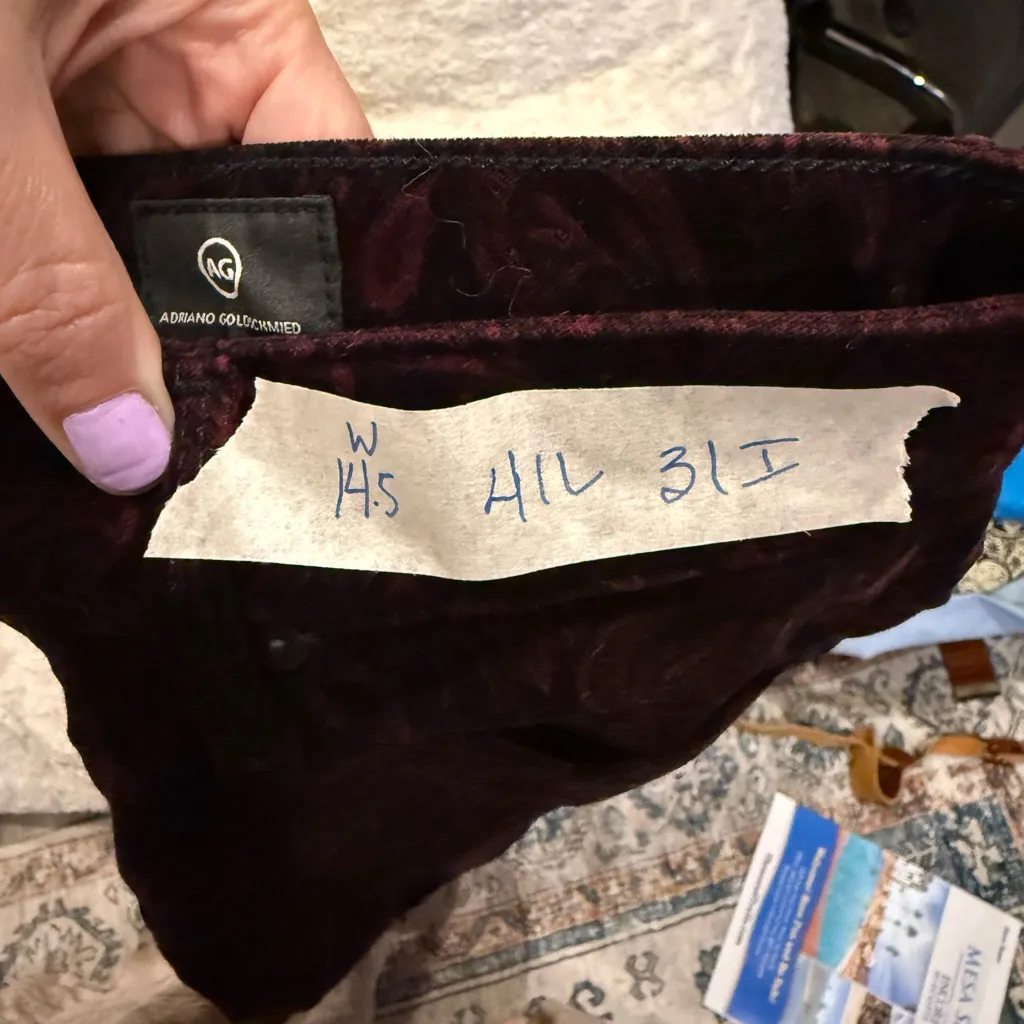 AG
ADRIANO GOLDSCHMIED
W
14.5 41L 31I
MESA